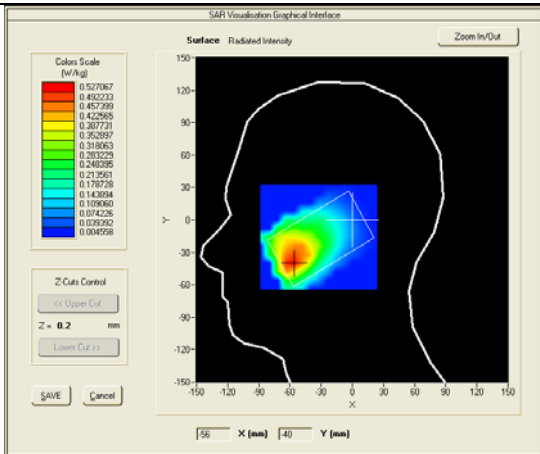 SAR Visualisation Graphical Interface
Surface Radiated Intensity
Zoom In/Out
Colors Scale
(W/kg)
0.527067
0.492233
0.457399
0.422565
0.387731
0.352897
0.318063
0.283229
0.248395
0.213561
0.178728
0.143894
0.109060
0.074226
0.039392
0.004558
Z Cuts Control
<< Upper Cut
Z = 0.2 mm
Lower Cut >>
SAVE Cancel
150
120
90
60
30
0
-30
-60
-90
-120
-150
Y
-150 -120 -90 -60 -30 0 30 60 90 120 150
X
-56 X (mm) -40 Y (mm)